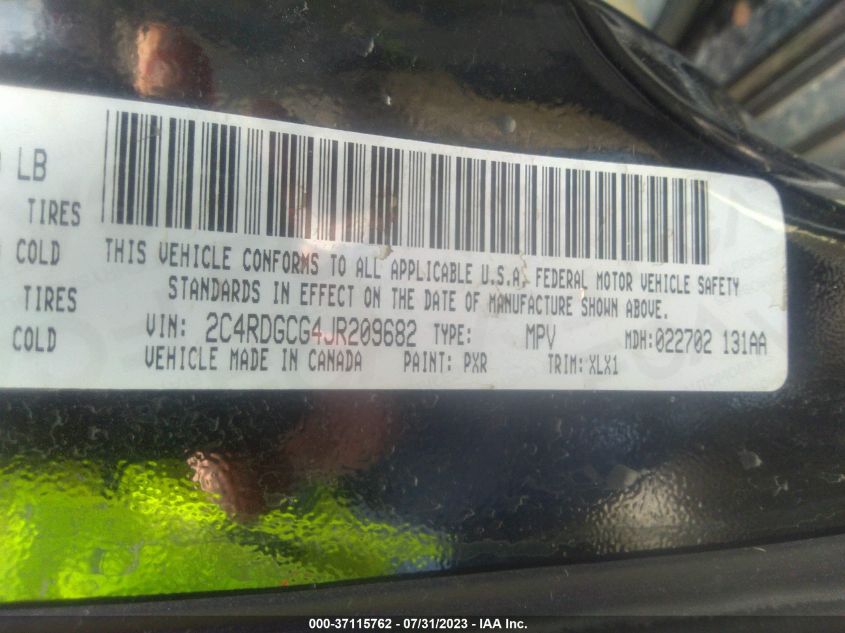 LB
TIRES
COLD
TIRES
COLD
THIS VEHICLE CONFORMS TO ALL APPLICABLE U.S.A. FEDERAL MOTOR VEHICLE SAFETY
STANDARDS IN EFFECT ON THE DATE OF MANUFACTURE SHOWN ABOVE.
VIN: 2C4RDGCG4JR209682 TYPE: MPV MDH:022702 131AA
VEHICLE MADE IN CANADA PAINT: PXR TRIM: XLX1
000-37115762 - 07/31/2023 - IAA Inc.